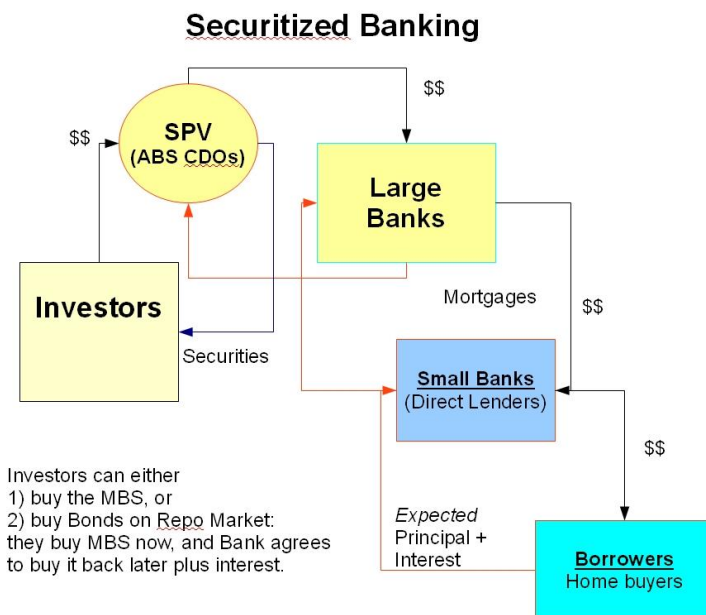 Securitized Banking
$$
$$
SPV
(ABS CDOs)
Large
Banks
Investors
Mortgages
$$
Securities
Small Banks
(Direct Lenders)
$$
Investors can either
1) buy the MBS, or
2) buy Bonds on Repo Market:
they buy MBS now, and Bank agrees
to buy it back later plus interest.
Expected
Principal +
Interest
Borrowers
Home buyers